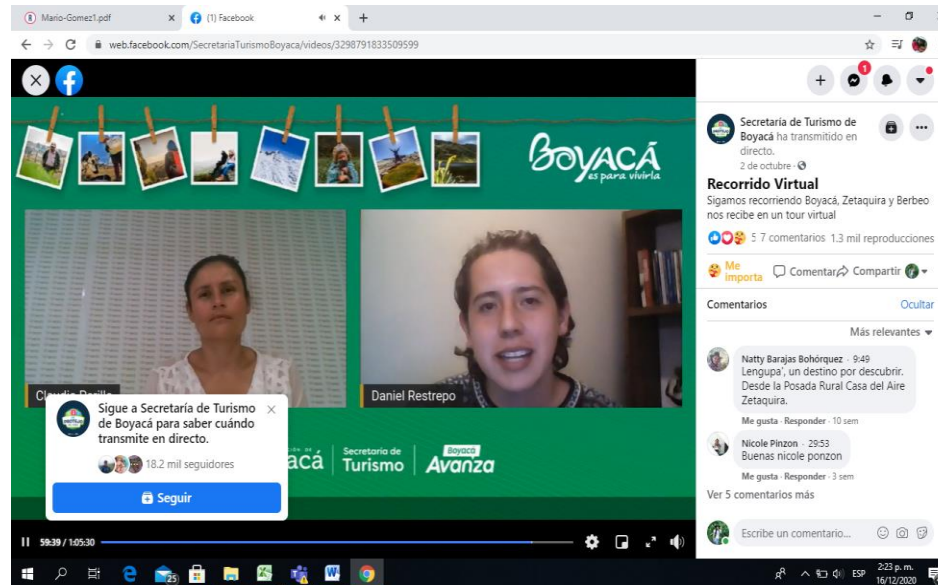 Mario-Gomez1.pdf
(1) Facebook
web.facebook.com/SecretariaTurismoBoyaca/videos/3298791833509599
1
BOYACÁ
es para vivirla
Daniel Restrepo
Sigue a Secretaría de Turismo
de Boyacá para saber cuándo
transmite en directo.
18.2 mil seguidores
Seguir
acá
Secretaría de
Turismo
Boyacá
Avanza
59:39 / 1:05:30
Secretaría de Turismo de
Boyacá ha transmitido en
directo.
2 de octubre ·
Recorrido Virtual
Sigamos recorriendo Boyacá, Zetaquira y Berbeo
nos recibe en un tour virtual
5 7 comentarios 1.3 mil reproducciones
Me
importa
Comentar
Compartir
Comentarios
Ocultar
Más relevantes
Natty Barajas Bohórquez · 9:49
Lengupa', un destino por descubrir.
Desde la Posada Rural Casa del Aire
Zetaquira.
Me gusta · Responder · 10 sem
Nicole Pinzon · 29:53
Buenas nicole ponzon
Me gusta · Responder · 3 sem
Ver 5 comentarios más
Escribe un comentario...
25
ESP
2:23 p. m.
16/12/2020